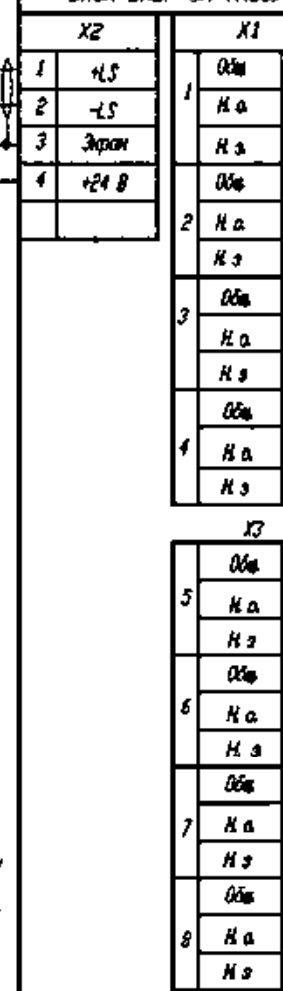 X2
1 +LS
2 -LS
3 Экран
4 +24 В
X1
1
Общ
Н.о.
Н.з
2
Общ
Н.о.
Н.з
3
Общ
Н.о.
Н.з
4
Общ
Н.о.
Н.з
X3
5
Общ
Н.о.
Н.з
6
Общ
Н.о.
Н.з
7
Общ
Н.о.
Н.з
8
Общ
Н.о.
Н.з